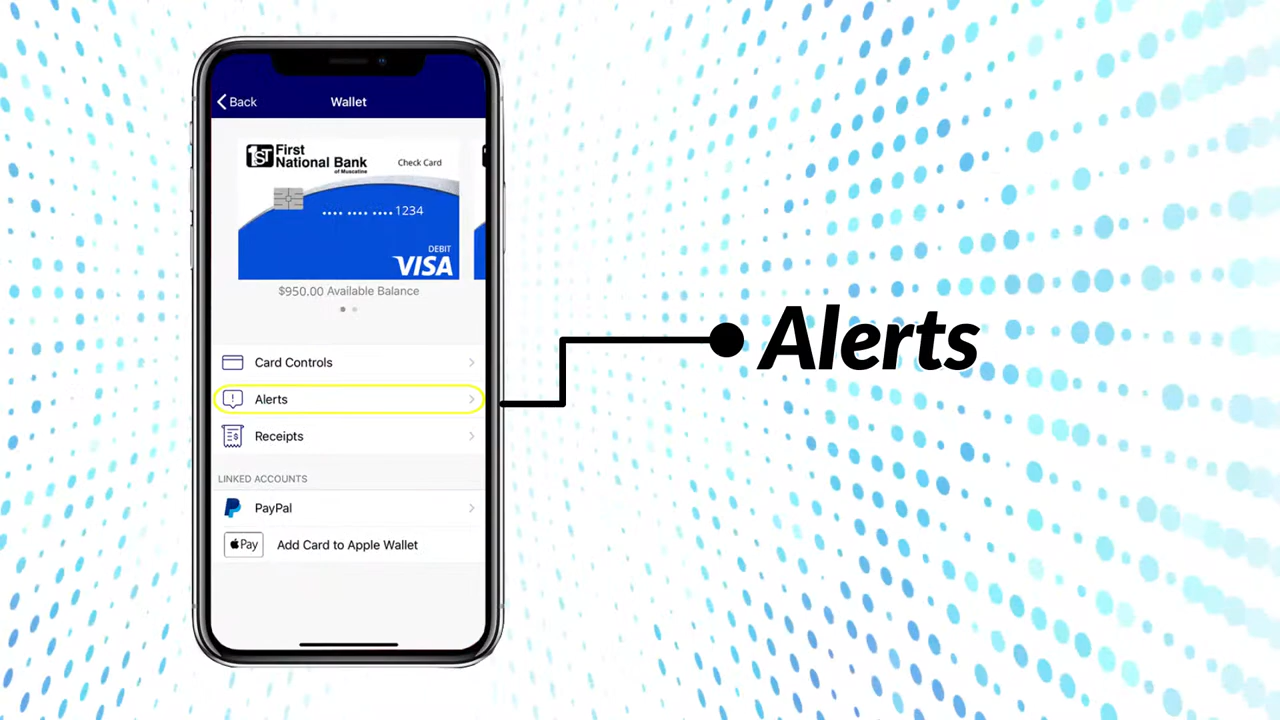 Back
Wallet
1ST First
National Bank
of Muscatine
Check Card
•••• •••• •••• 1234
DEBIT
VISA
$950.00 Available Balance
Card Controls
Alerts
Receipts
LINKED ACCOUNTS
PayPal
Pay Add Card to Apple Wallet
Alerts